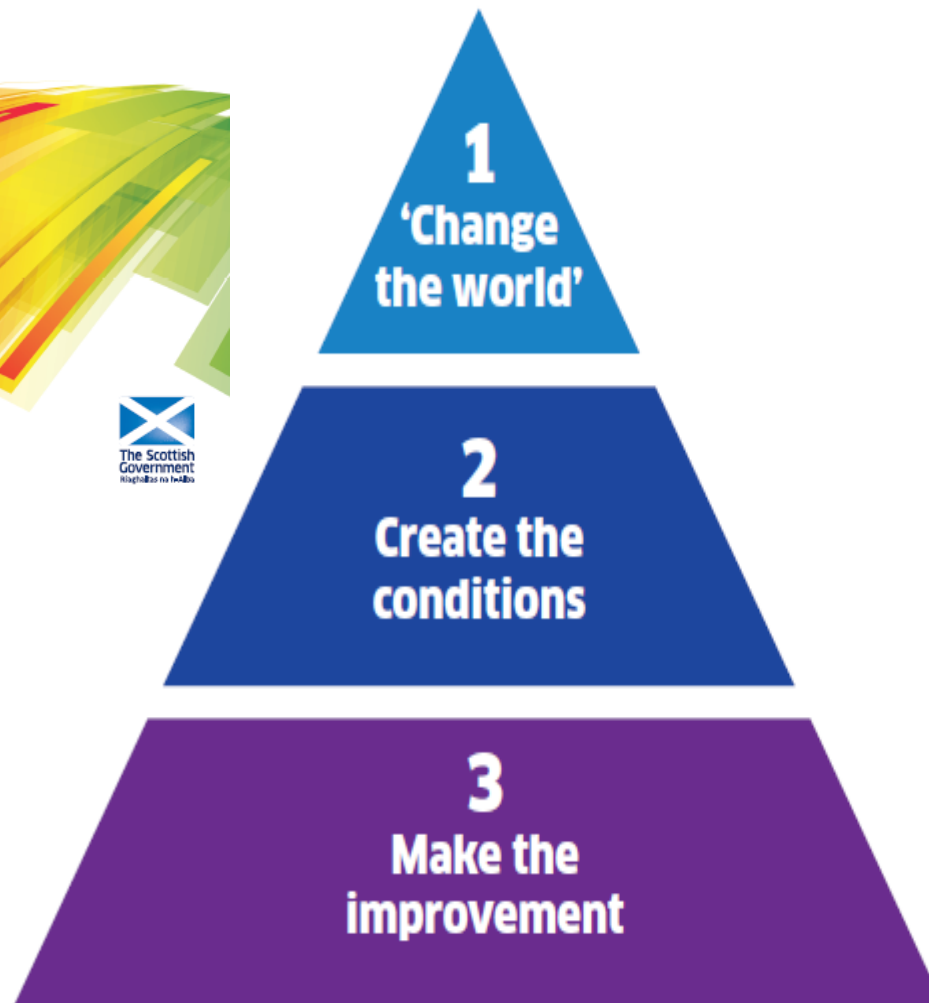 1
‘Change
the world’
The Scottish
Government
Riaghaltas na h-Alba
2
Create the
conditions
3
Make the
improvement